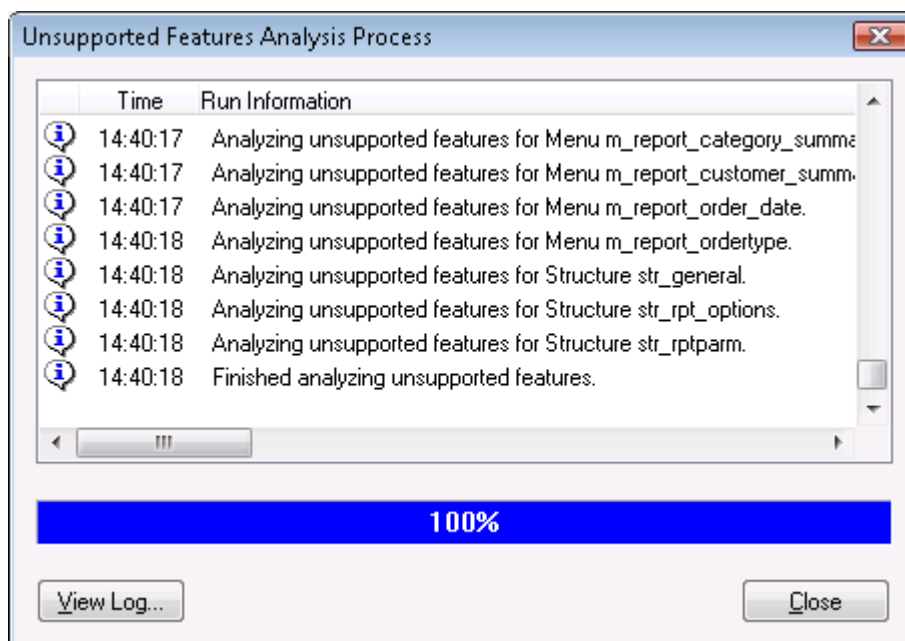 Unsupported Features Analysis Process
Time Run Information
14:40:17 Analyzing unsupported features for Menu m_report_category_summa
14:40:17 Analyzing unsupported features for Menu m_report_customer_summ
14:40:17 Analyzing unsupported features for Menu m_report_order_date.
14:40:18 Analyzing unsupported features for Menu m_report_ordertype.
14:40:18 Analyzing unsupported features for Structure str_general.
14:40:18 Analyzing unsupported features for Structure str_rpt_options.
14:40:18 Analyzing unsupported features for Structure str_rptparm.
14:40:18 Finished analyzing unsupported features.
100%
View Log...
Close